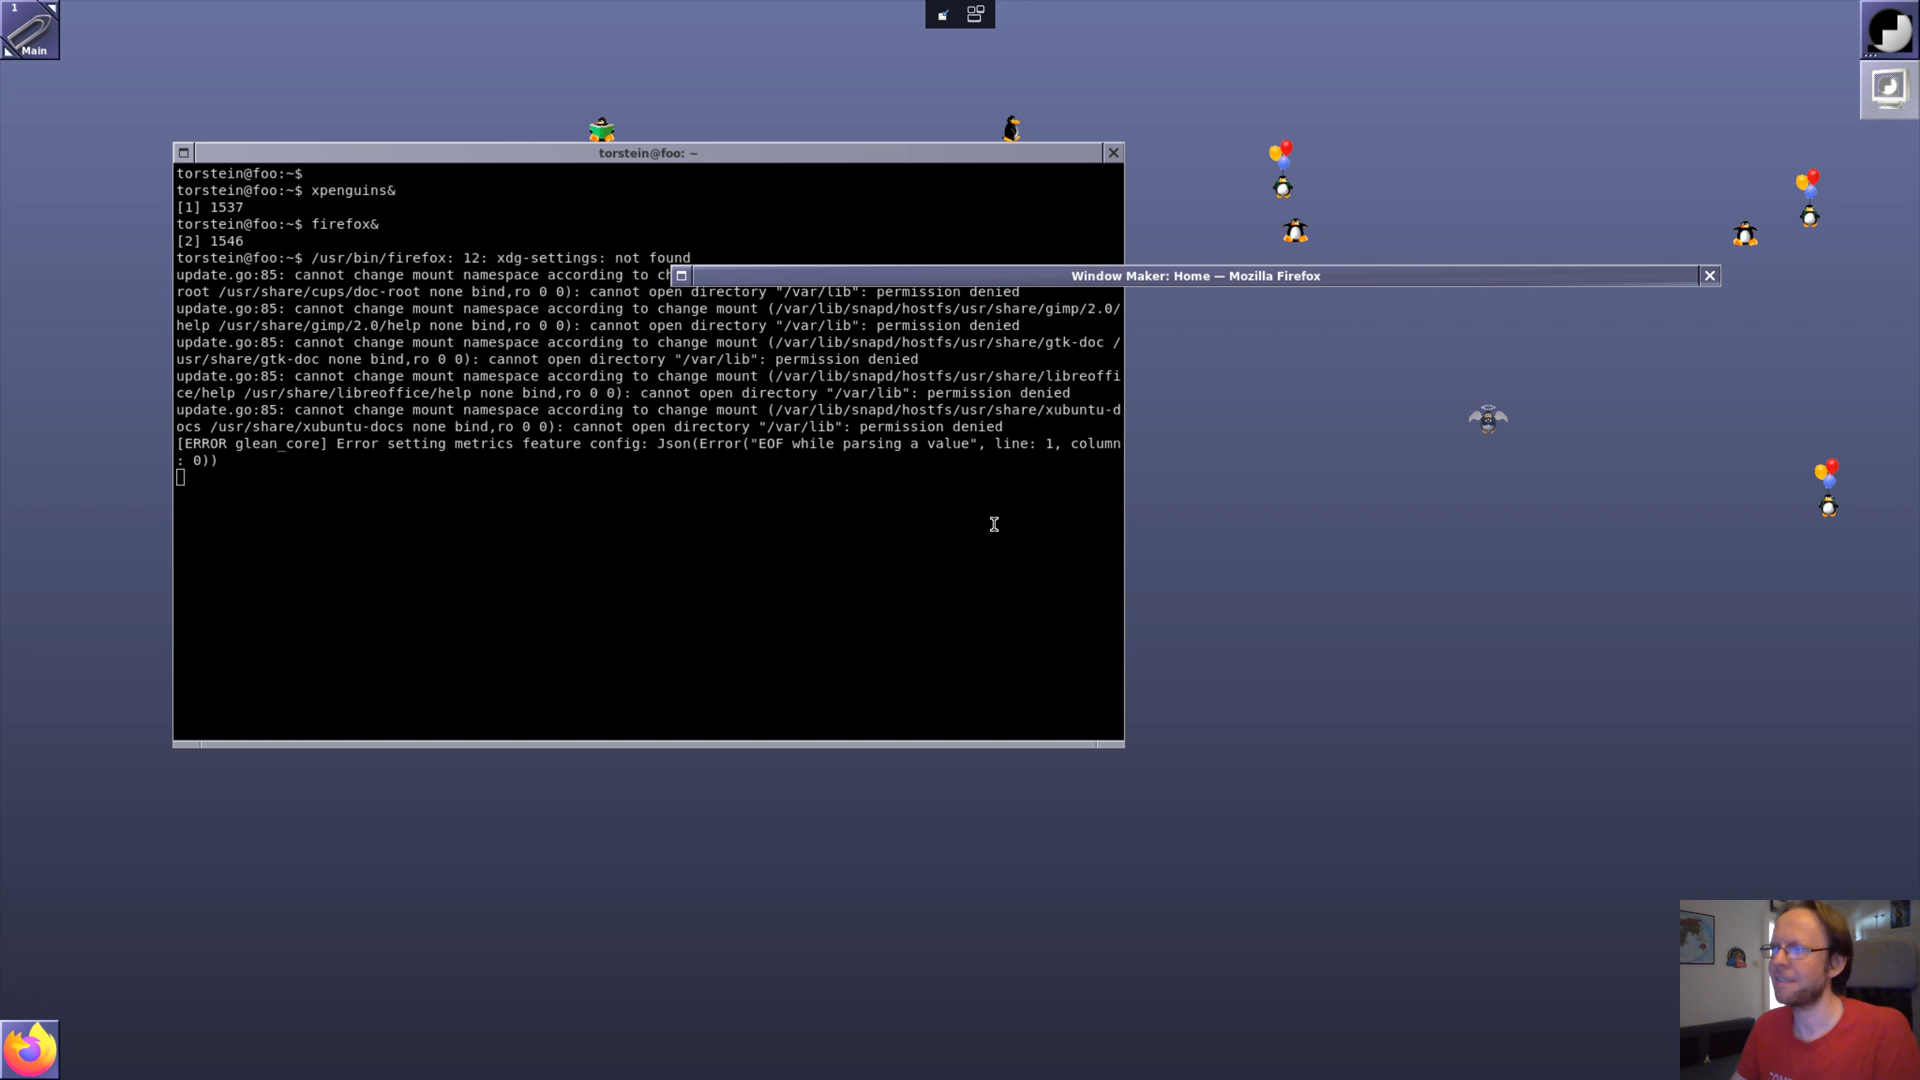 1
Main
torstein@foo: ~
torstein@foo:~$
torstein@foo:~$ xpenguins&
[1] 1537
torstein@foo:~$ firefox&
[2] 1546
torstein@foo:~$ /usr/bin/firefox: 12: xdg-settings: not found
update.go:85: cannot change mount namespace according to ch
Window Maker: Home — Mozilla Firefox
root /usr/share/cups/doc-root none bind,ro 0 0): cannot open directory "/var/lib": permission denied
update.go:85: cannot change mount namespace according to change mount (/var/lib/snapd/hostfs/usr/share/gimp/2.0/
help /usr/share/gimp/2.0/help none bind,ro 0 0): cannot open directory "/var/lib": permission denied
update.go:85: cannot change mount namespace according to change mount (/var/lib/snapd/hostfs/usr/share/gtk-doc /
usr/share/gtk-doc none bind,ro 0 0): cannot open directory "/var/lib": permission denied
update.go:85: cannot change mount namespace according to change mount (/var/lib/snapd/hostfs/usr/share/libreoffi
ce/help /usr/share/libreoffice/help none bind,ro 0 0): cannot open directory "/var/lib": permission denied
update.go:85: cannot change mount namespace according to change mount (/var/lib/snapd/hostfs/usr/share/xubuntu-d
ocs /usr/share/xubuntu-docs none bind,ro 0 0): cannot open directory "/var/lib": permission denied
[ERROR glean_core] Error setting metrics feature config: Json(Error("EOF while parsing a value", line: 1, column
: 0))